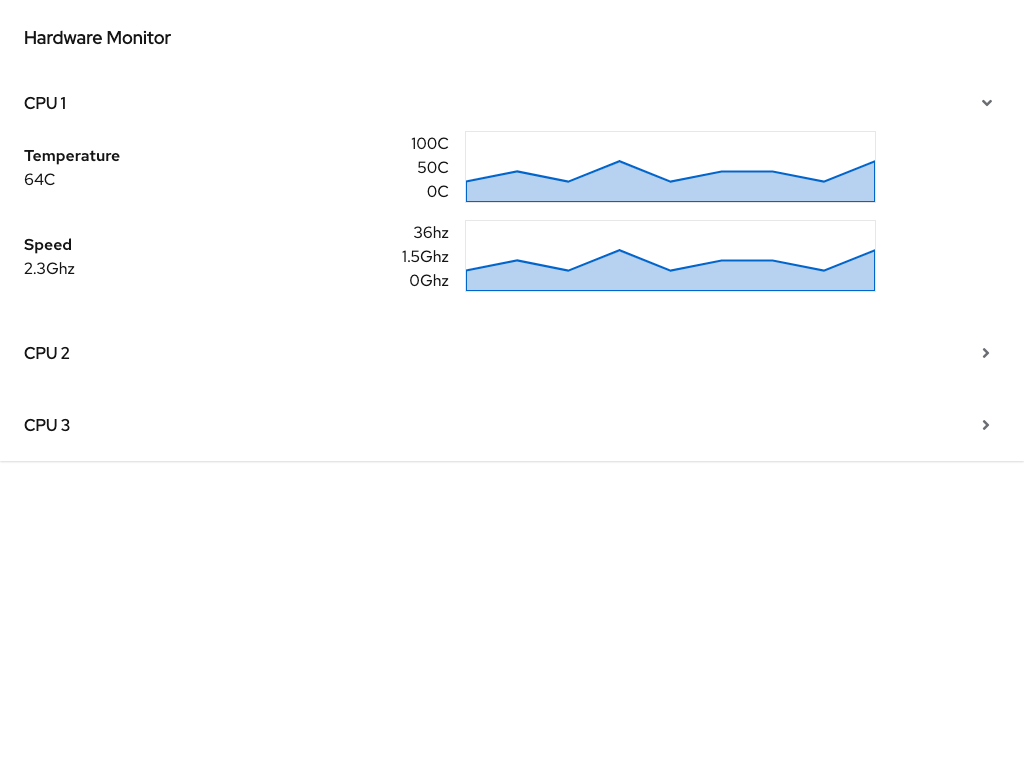 Hardware Monitor
CPU 1
Temperature
64C
100C
50C
0C
Speed
2.3Ghz
36hz
1.5Ghz
0Ghz
CPU 2
CPU 3